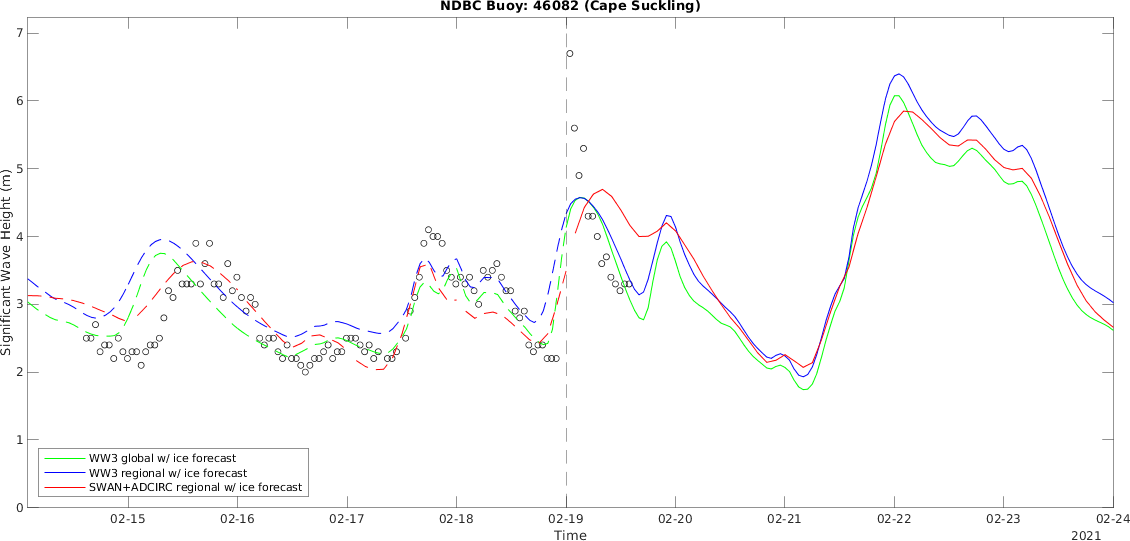 NDBC Buoy: 46082 (Cape Suckling)
7
6
5
4
3
2
1
0
Significant Wave Height (m)
WW3 global w/ ice forecast
WW3 regional w/ ice forecast
SWAN+ADCIRC regional w/ ice forecast
02-15 02-16 02-17 02-18 02-19 02-20 02-21 02-22 02-23 02-24
Time
2021